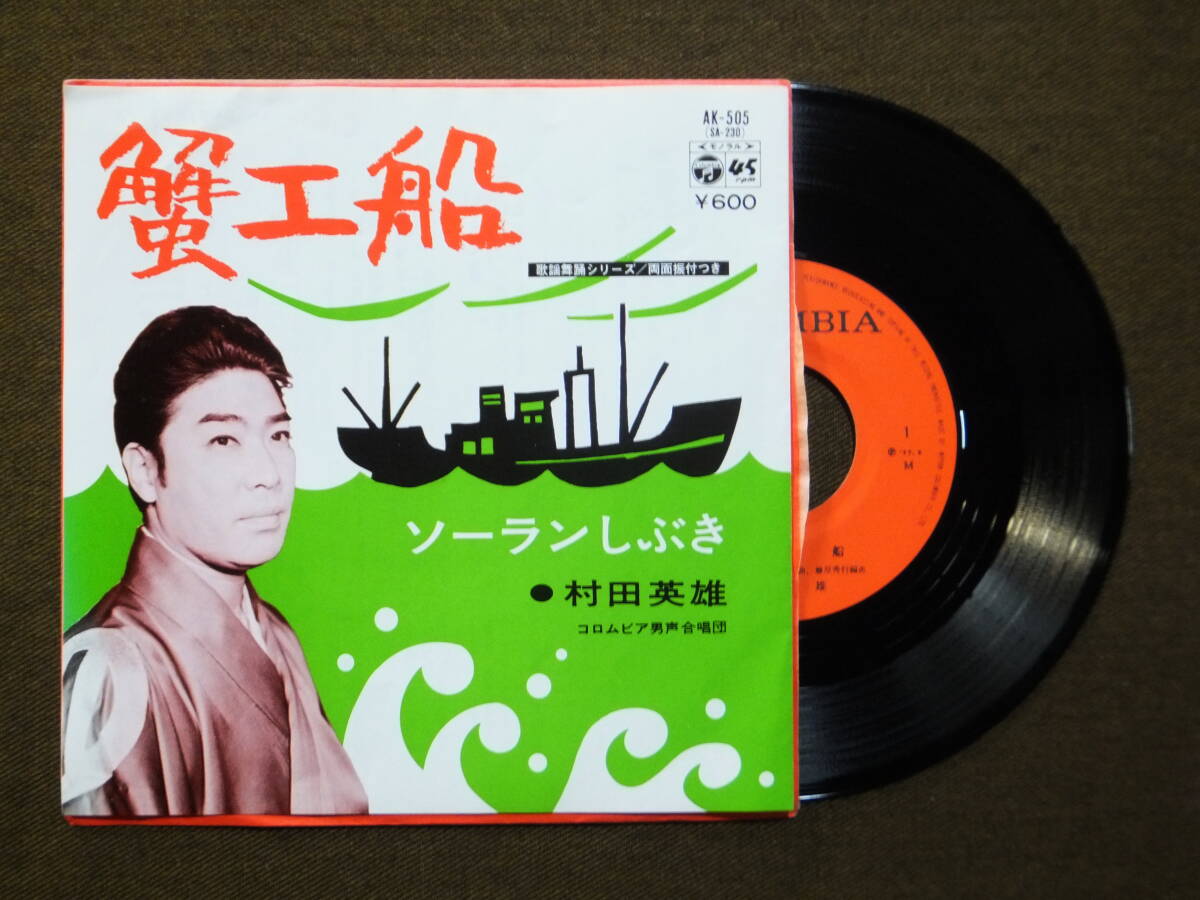 蟹工船
AK-505
(SA-230)
モノラル
45
rpm
¥600
歌謡舞踊シリーズ/両面振付つき
ソーランしぶき
●村田英雄
コロムビア男声合唱団
MBIA
1
M
船